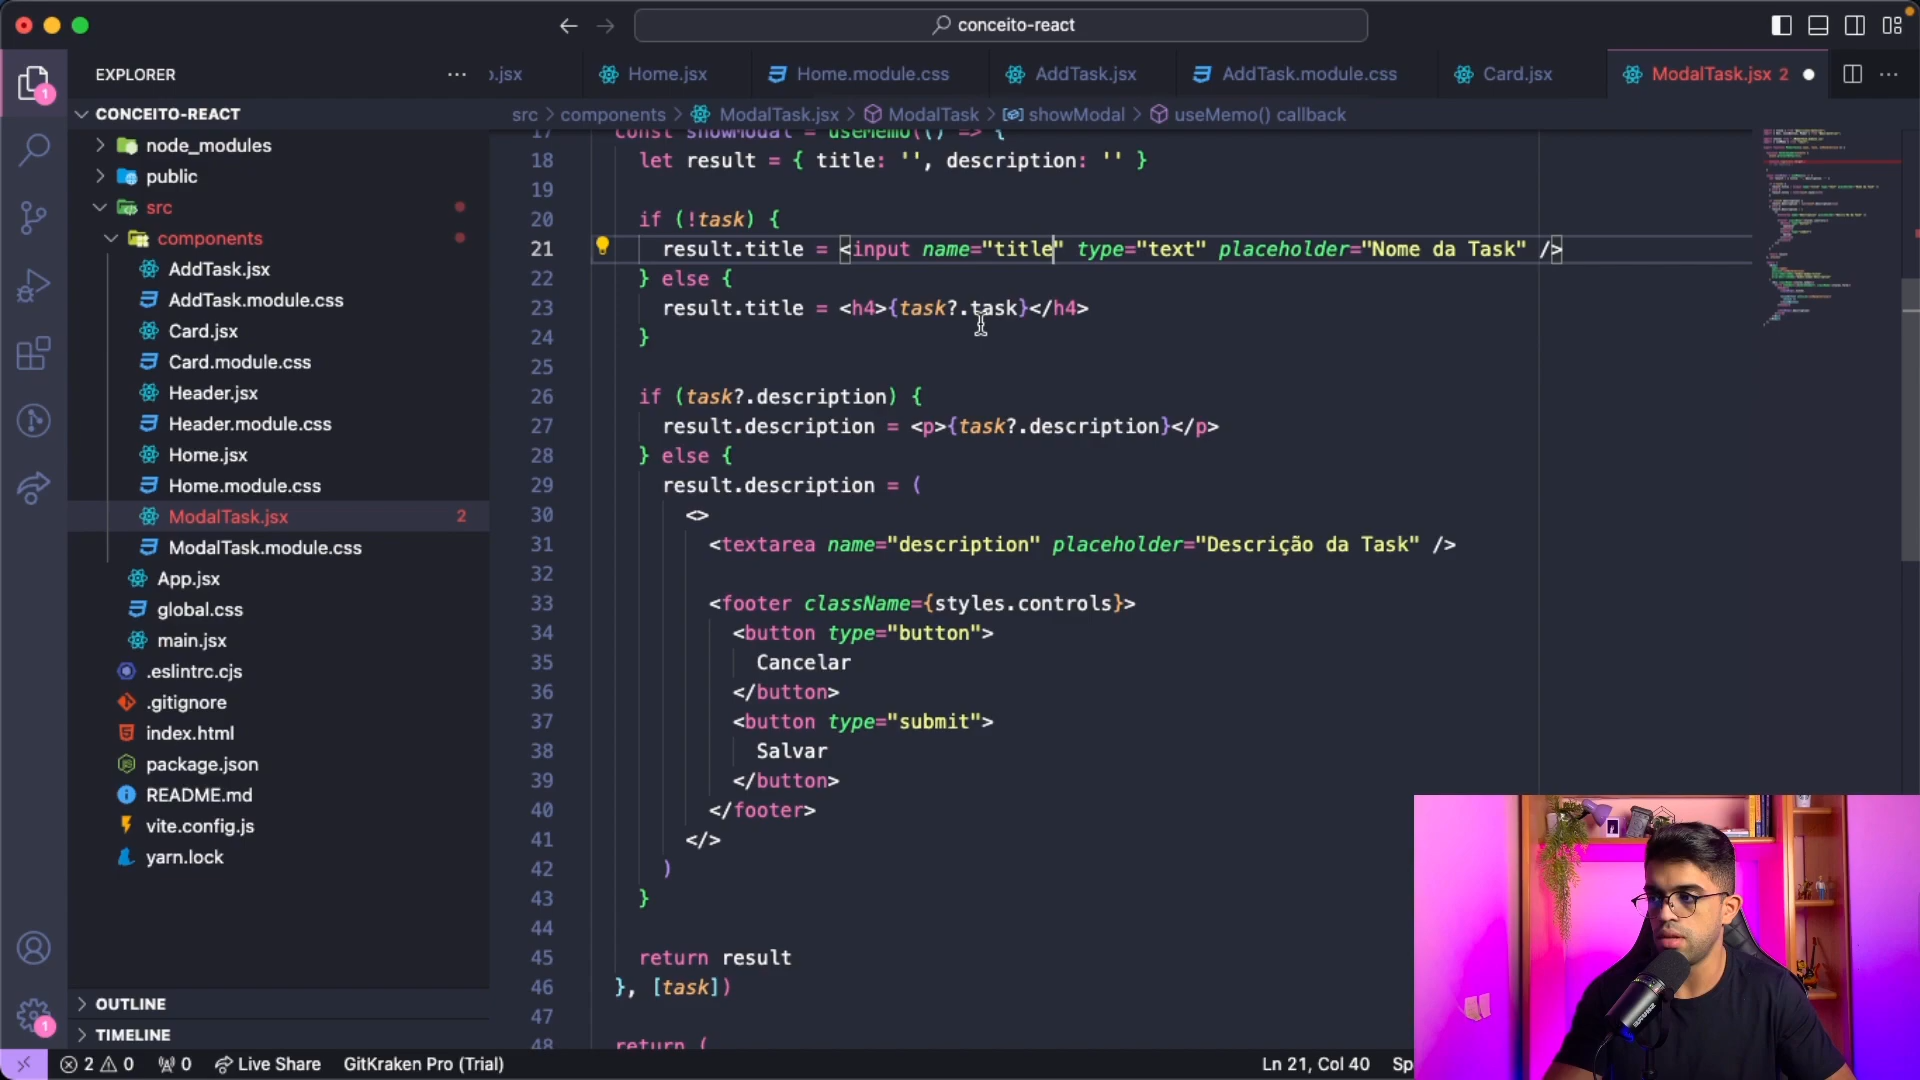 conceito-react
EXPLORER
Home.jsx
Home.module.css
AddTask.jsx
AddTask.module.css
Card.jsx
ModalTask.jsx 2
CONCEITO-REACT
src > components > ModalTask.jsx > ModalTask > showModal > useMemo() callback
node_modules
public
src
components
AddTask.jsx
AddTask.module.css
Card.jsx
Card.module.css
Header.jsx
Header.module.css
Home.jsx
Home.module.css
ModalTask.jsx 2
ModalTask.module.css
App.jsx
global.css
main.jsx
.eslintrc.cjs
.gitignore
index.html
package.json
README.md
vite.config.js
yarn.lock
OUTLINE
TIMELINE
17 const showModal = useMemo(() => {
18 let result = { title: '', description: '' }
19
20 if (!task) {
21 result.title = <input name="title" type="text" placeholder="Nome da Task" />
22 } else {
23 result.title = <h4>{task?.task}</h4>
24 }
25
26 if (task?.description) {
27 result.description = <p>{task?.description}</p>
28 } else {
29 result.description = (
30 <>
31 <textarea name="description" placeholder="Descrição da Task" />
32
33 <footer className={styles.controls}>
34 <button type="button">
35 Cancelar
36 </button>
37 <button type="submit">
38 Salvar
39 </button>
40 </footer>
41 </>
42 )
43 }
44
45 return result
46 }, [task])
47
48 return (
2 0 0 Live Share GitKraken Pro (Trial) Ln 21, Col 40